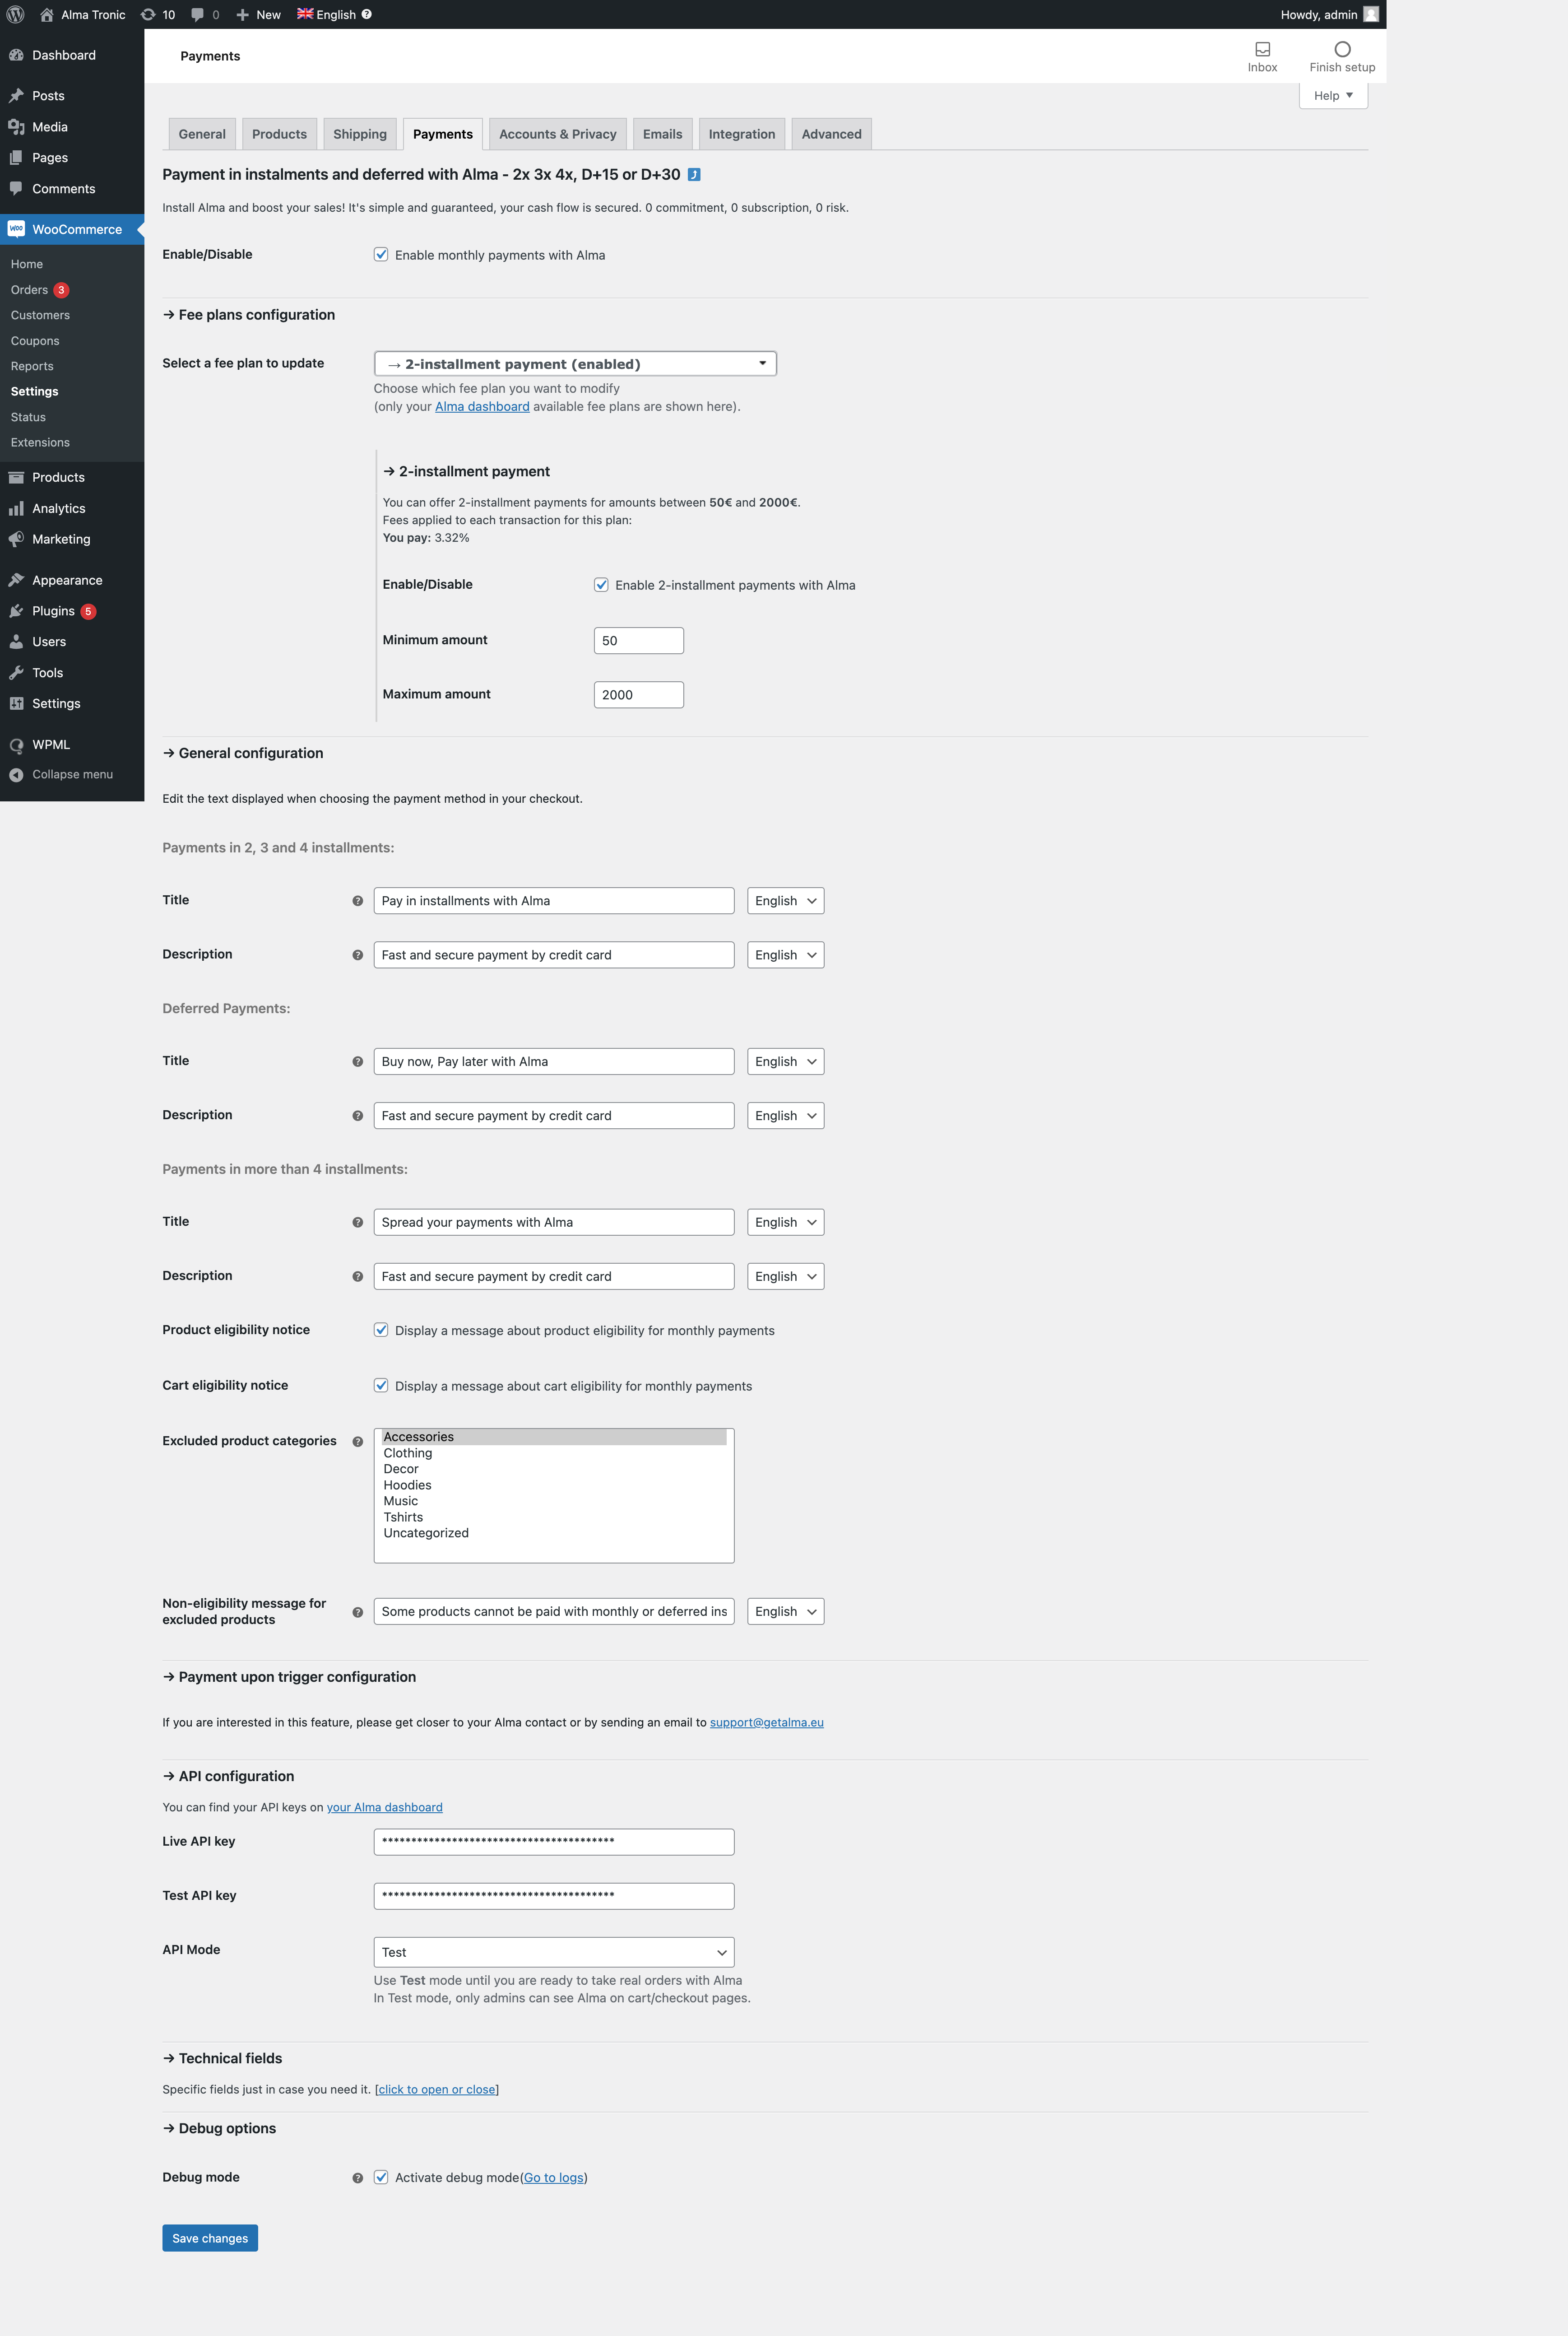 Alma Tronic 10 0 New English Howdy, admin
Dashboard
Posts
Media
Pages
Comments
WooCommerce
Home
Orders 3
Customers
Coupons
Reports
Settings
Status
Extensions
Products
Analytics
Marketing
Appearance
Plugins 5
Users
Tools
Settings
WPML
Collapse menu
Payments
Inbox Finish setup
Help
General Products Shipping Payments Accounts & Privacy Emails Integration Advanced
Payment in instalments and deferred with Alma - 2x 3x 4x, D+15 or D+30 ⤴
Install Alma and boost your sales! It's simple and guaranteed, your cash flow is secured. 0 commitment, 0 subscription, 0 risk.
Enable/Disable Enable monthly payments with Alma
→ Fee plans configuration
Select a fee plan to update → 2-installment payment (enabled)
Choose which fee plan you want to modify
(only your Alma dashboard available fee plans are shown here).
→ 2-installment payment
You can offer 2-installment payments for amounts between 50€ and 2000€.
Fees applied to each transaction for this plan:
You pay: 3.32%
Enable/Disable Enable 2-installment payments with Alma
Minimum amount 50
Maximum amount 2000
→ General configuration
Edit the text displayed when choosing the payment method in your checkout.
Payments in 2, 3 and 4 installments:
Title Pay in installments with Alma English
Description Fast and secure payment by credit card English
Deferred Payments:
Title Buy now, Pay later with Alma English
Description Fast and secure payment by credit card English
Payments in more than 4 installments:
Title Spread your payments with Alma English
Description Fast and secure payment by credit card English
Product eligibility notice Display a message about product eligibility for monthly payments
Cart eligibility notice Display a message about cart eligibility for monthly payments
Excluded product categories Accessories
Clothing
Decor
Hoodies
Music
Tshirts
Uncategorized
Non-eligibility message for
excluded products
Some products cannot be paid with monthly or deferred ins English
→ Payment upon trigger configuration
If you are interested in this feature, please get closer to your Alma contact or by sending an email to support@getalma.eu
→ API configuration
You can find your API keys on your Alma dashboard
Live API key ****************************************
Test API key ****************************************
API Mode Test
Use Test mode until you are ready to take real orders with Alma
In Test mode, only admins can see Alma on cart/checkout pages.
→ Technical fields
Specific fields just in case you need it. [click to open or close]
→ Debug options
Debug mode Activate debug mode(Go to logs)
Save changes